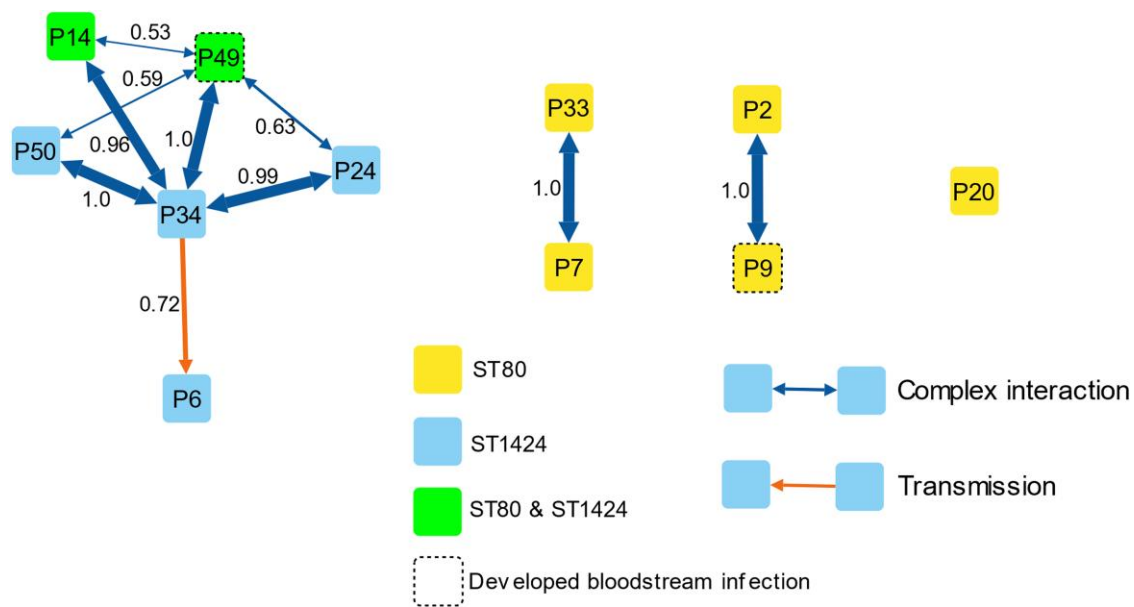 P14
0.53
P49
0.59
P33
P2
P50
0.96
1.0
0.63
P24
1.0
0.99
1.0
1.0
P20
P34
P7
P9
0.72
P6
ST80
ST1424
ST80 & ST1424
Developed bloodstream infection
Complex interaction
Transmission